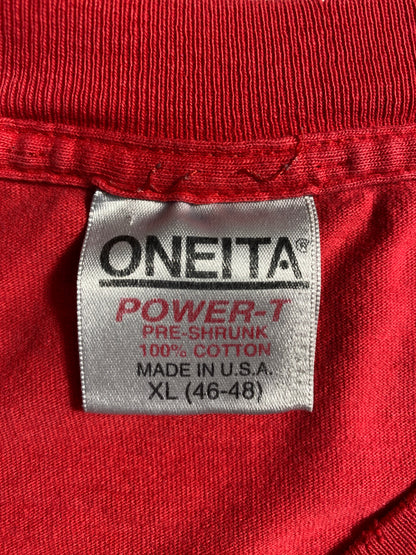 ONEITA®
POWER-T
PRE-SHRUNK
100% COTTON
MADE IN U.S.A.
XL (46-48)